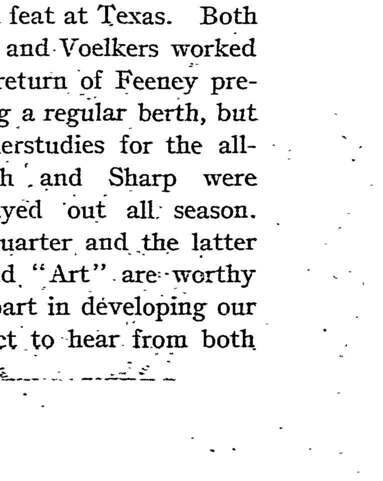 feat at Texas. Both
and Voelkers worked
return of Feeney pre-
g a regular berth, but
erstudies for the all-
h and Sharp were
yed out all season.
uarter and the latter
d "Art" are worthy
part in developing our
ct to hear from both